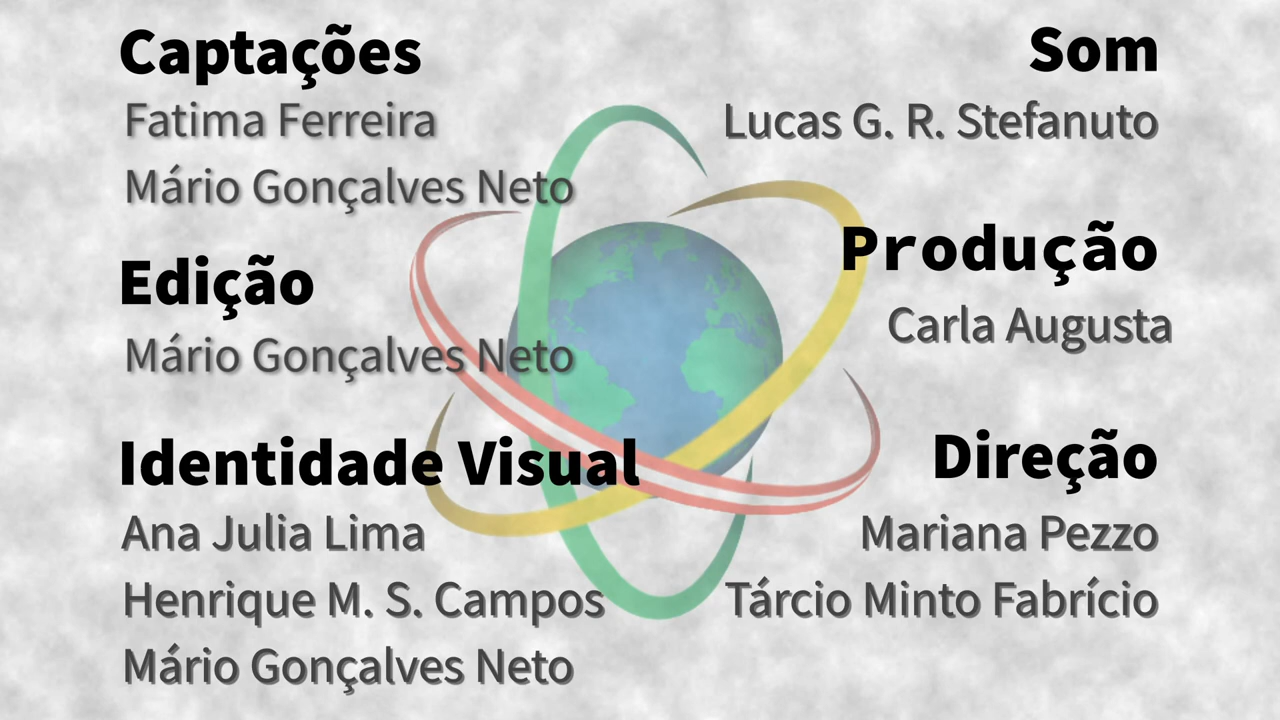 Captações
Fatima Ferreira
Mário Gonçalves Neto
Edição
Mário Gonçalves Neto
Identidade Visual
Ana Julia Lima
Henrique M. S. Campos
Mário Gonçalves Neto
Som
Lucas G. R. Stefanuto
Produção
Carla Augusta
Direção
Mariana Pezzo
Tárcio Minto Fabrício